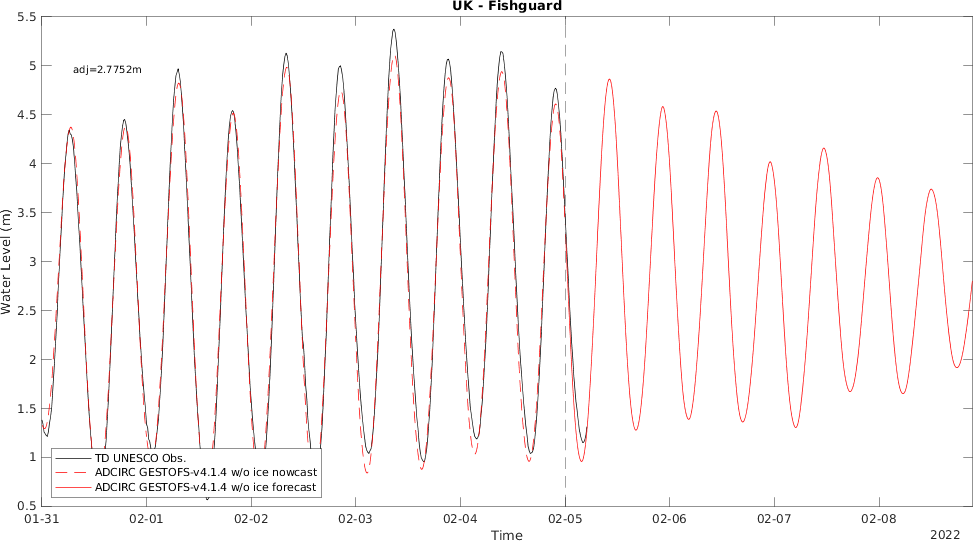 UK - Fishguard
adj=2.7752m
5.5
5
4.5
4
3.5
3
2.5
2
1.5
1
0.5
Water Level (m)
TD UNESCO Obs.
ADCIRC GESTOFS-v4.1.4 w/o ice nowcast
ADCIRC GESTOFS-v4.1.4 w/o ice forecast
01-31 02-01 02-02 02-03 02-04 02-05 02-06 02-07 02-08
Time
2022